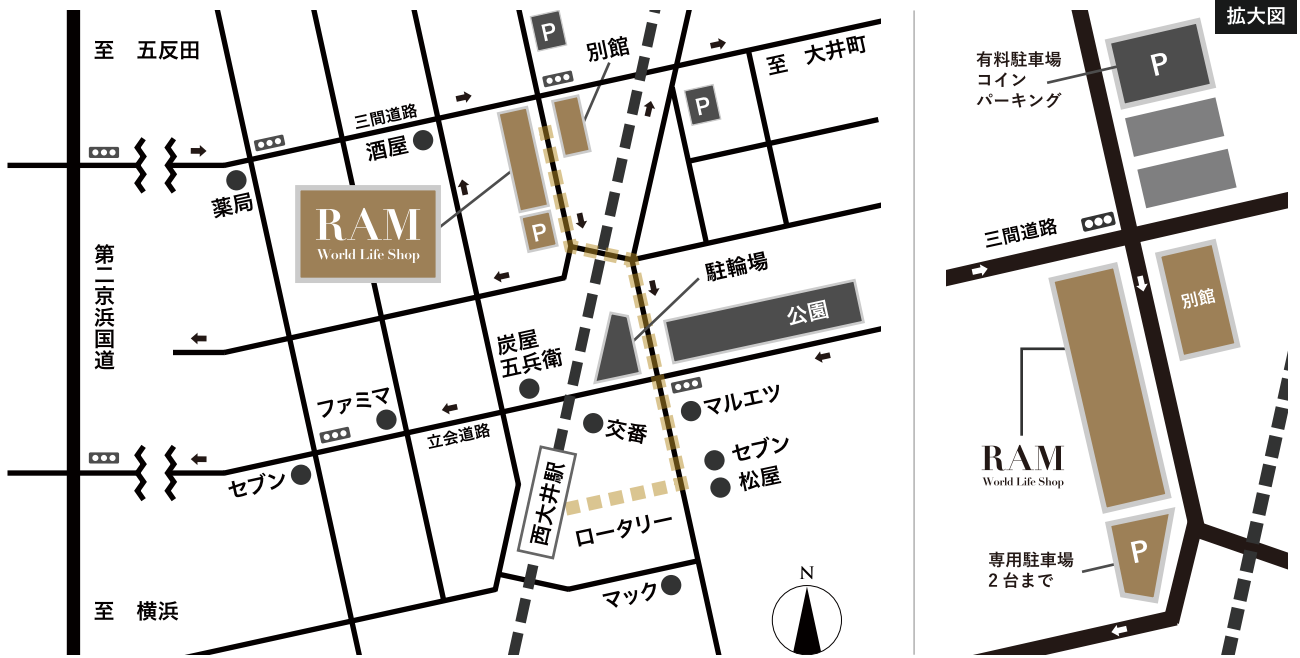 至 五反田
三間道路
酒屋
薬局
RAM
World Life Shop
P
別館
P
P
至 大井町
第二京浜国道
駐輪場
公園
炭屋
五兵衛
ファミマ
立会道路
セブン
交番
マルエツ
セブン
松屋
西大井駅
ロータリー
マック
至 横浜
N
拡大図
有料駐車場
コイン
パーキング
P
三間道路
別館
RAM
World Life Shop
専用駐車場
2台まで
P